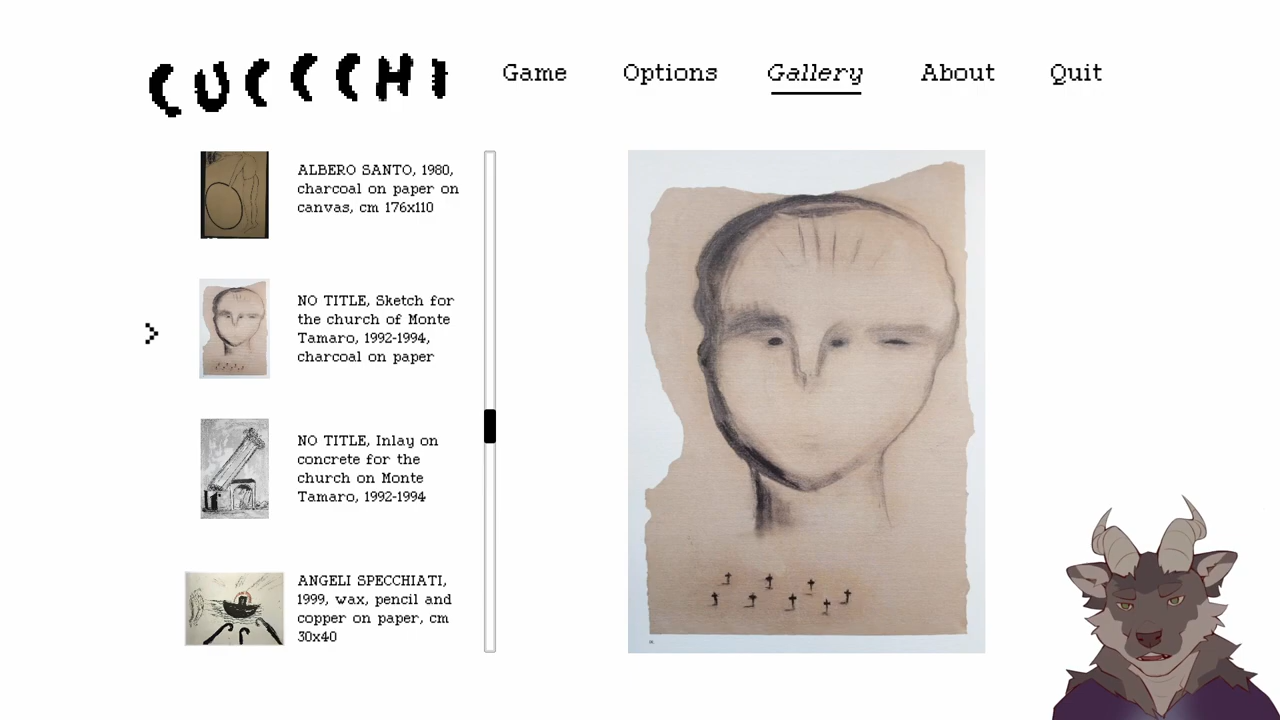 CUCCCHI
Game
Options
Gallery
About
Quit
ALBERO SANTO, 1980,
charcoal on paper on
canvas, cm 176x110
>
NO TITLE, Sketch for
the church of Monte
Tamaro, 1992-1994,
charcoal on paper
NO TITLE, Inlay on
concrete for the
church on Monte
Tamaro, 1992-1994
ANGELI SPECCHIATI,
1999, wax, pencil and
copper on paper, cm
30x40